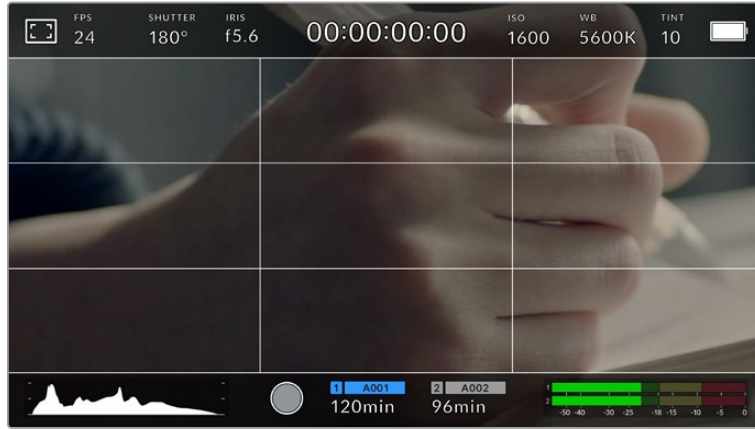 FPS SHUTTER IRIS ISO WB TINT
24 180° f5.6 00:00:00:00 1600 5600K 10
1 A001 2 A002
120min 96min
1
2
-50 -40 -30 -25 -18 -15 -10 -5 0